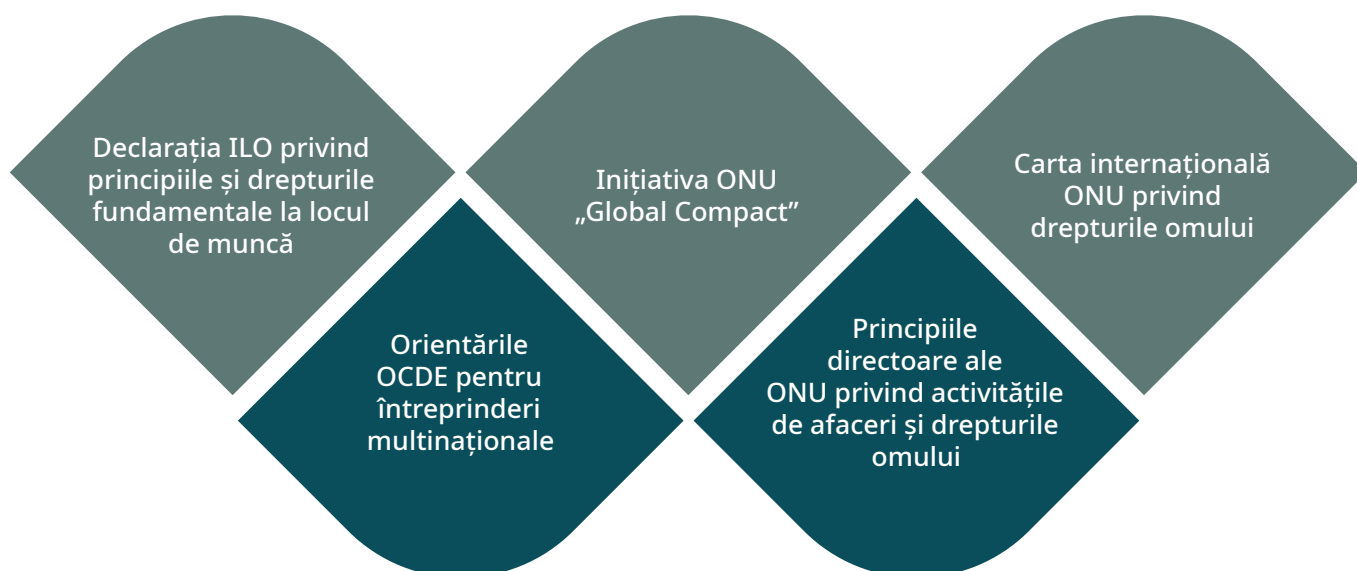 Declarația ILO privind
principiile și drepturile
fundamentale la locul
de muncă
Inițiativa ONU
„Global Compact”
Carta internațională
ONU privind
drepturile omului
Orientările
OCDE pentru
întreprinderi
multinaționale
Principiile
directoare ale
ONU privind activitățile
de afaceri și drepturile
omului